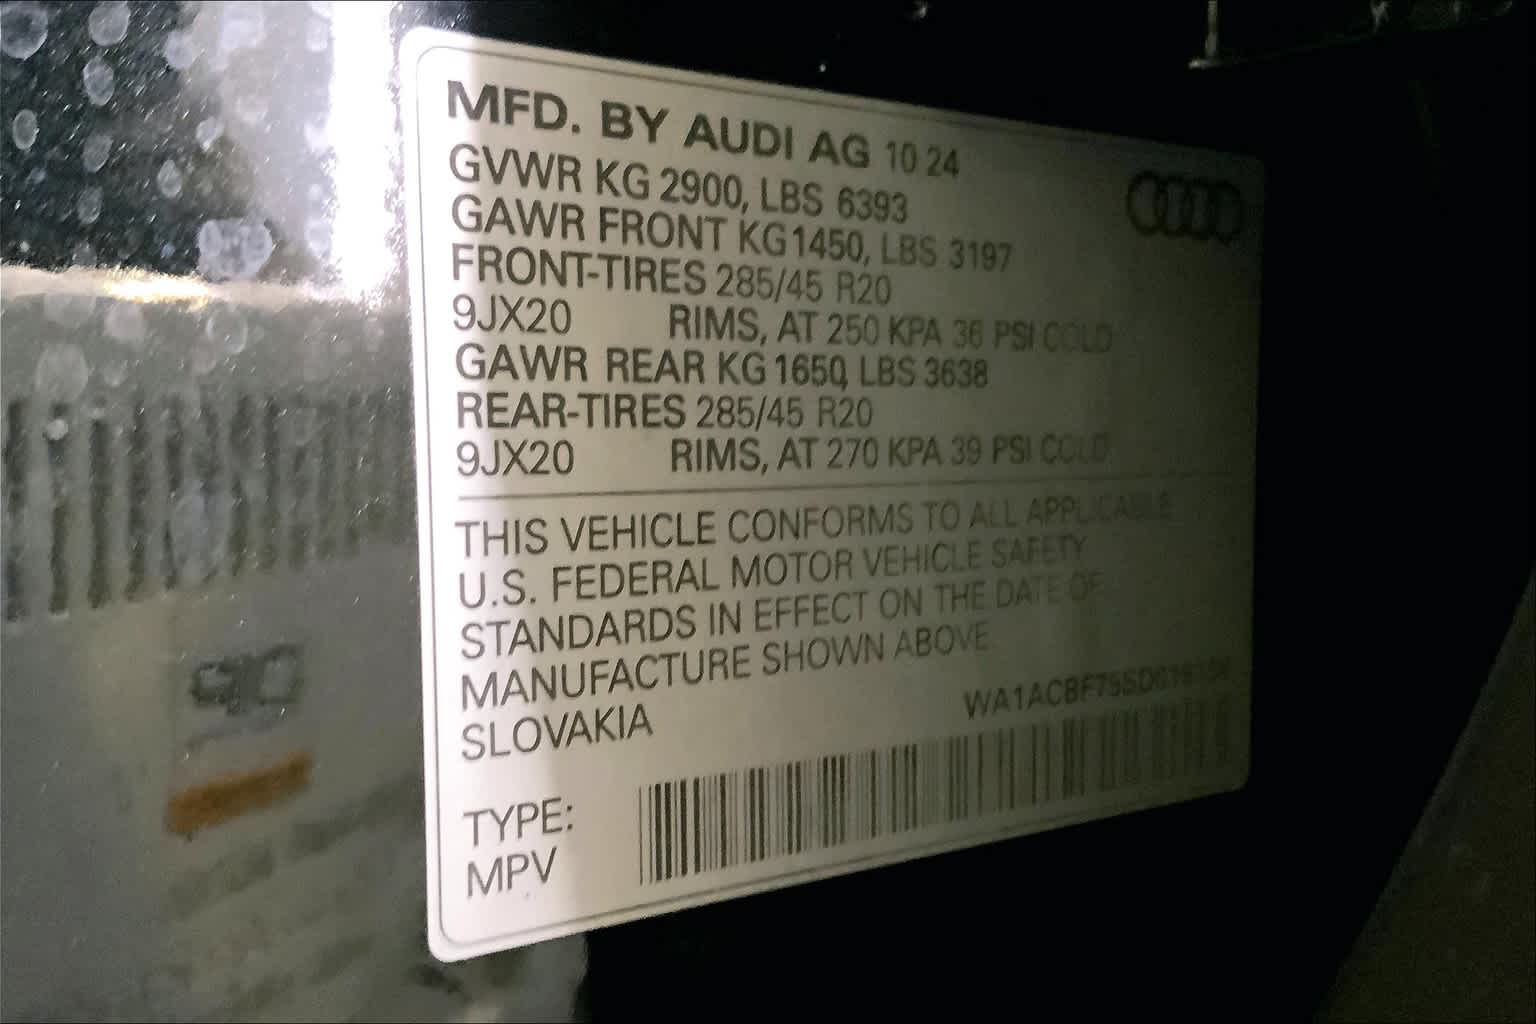 MFD. BY AUDI AG 10 24
GVWR KG 2900, LBS 6393
GAWR FRONT KG 1450, LBS 3197
FRONT-TIRES 285/45 R20
9JX20 RIMS, AT 250 KPA 36 PSI COLD
GAWR REAR KG 1650, LBS 3638
REAR-TIRES 285/45 R20
9JX20 RIMS, AT 270 KPA 39 PSI COLD
THIS VEHICLE CONFORMS TO ALL APPLICABLE
U.S. FEDERAL MOTOR VEHICLE SAFETY
STANDARDS IN EFFECT ON THE DATE OF
MANUFACTURE SHOWN ABOVE
SLOVAKIA
TYPE:
MPV